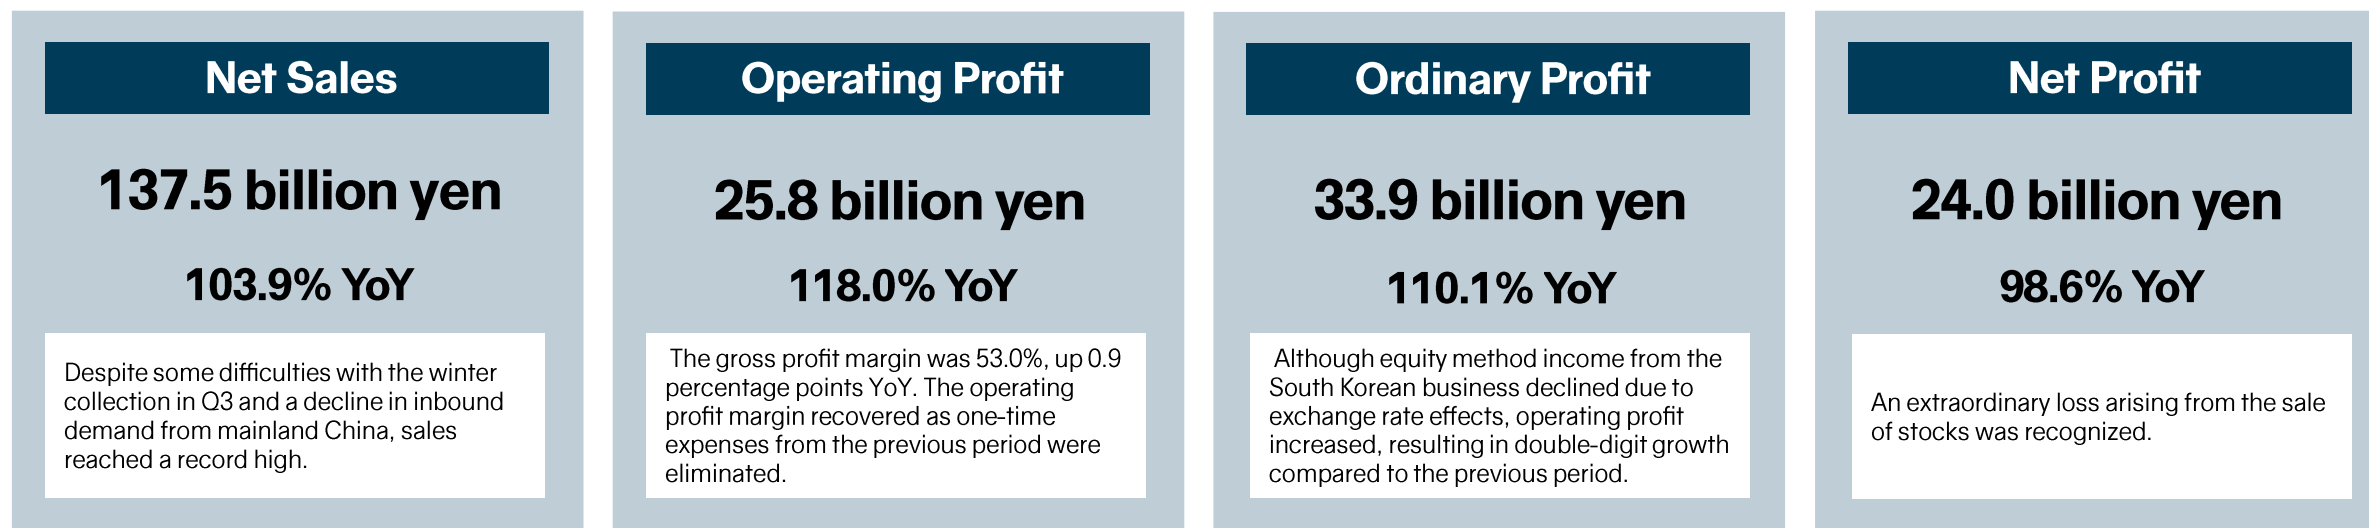 Net Sales
137.5 billion yen
103.9% YoY
Despite some difficulties with the winter
collection in Q3 and a decline in inbound
demand from mainland China, sales
reached a record high.
Operating Profit
25.8 billion yen
118.0% YoY
The gross profit margin was 53.0%, up 0.9
percentage points YoY. The operating
profit margin recovered as one-time
expenses from the previous period were
eliminated.
Ordinary Profit
33.9 billion yen
110.1% YoY
Although equity method income from the
South Korean business declined due to
exchange rate effects, operating profit
increased, resulting in double-digit growth
compared to the previous period.
Net Profit
24.0 billion yen
98.6% YoY
An extraordinary loss arising from the sale
of stocks was recognized.